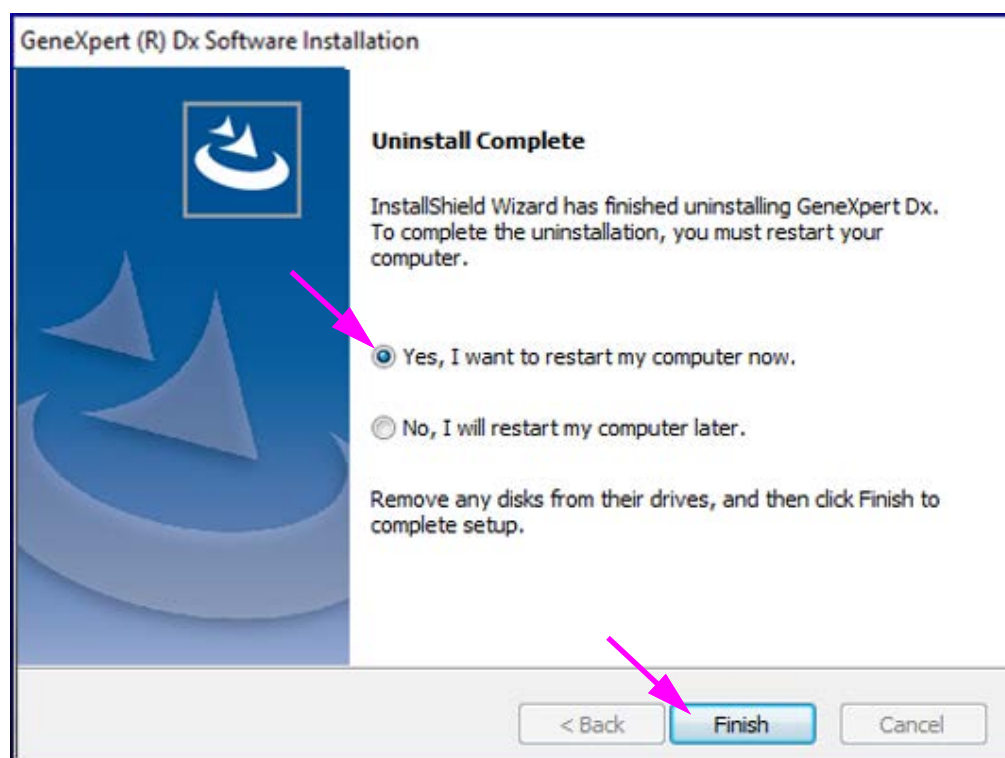 GeneXpert (R) Dx Software Installation
Uninstall Complete
InstallShield Wizard has finished uninstalling GeneXpert Dx.
To complete the uninstallation, you must restart your
computer.
Yes, I want to restart my computer now.
No, I will restart my computer later.
Remove any disks from their drives, and then click Finish to
complete setup.
< Back
Finish
Cancel